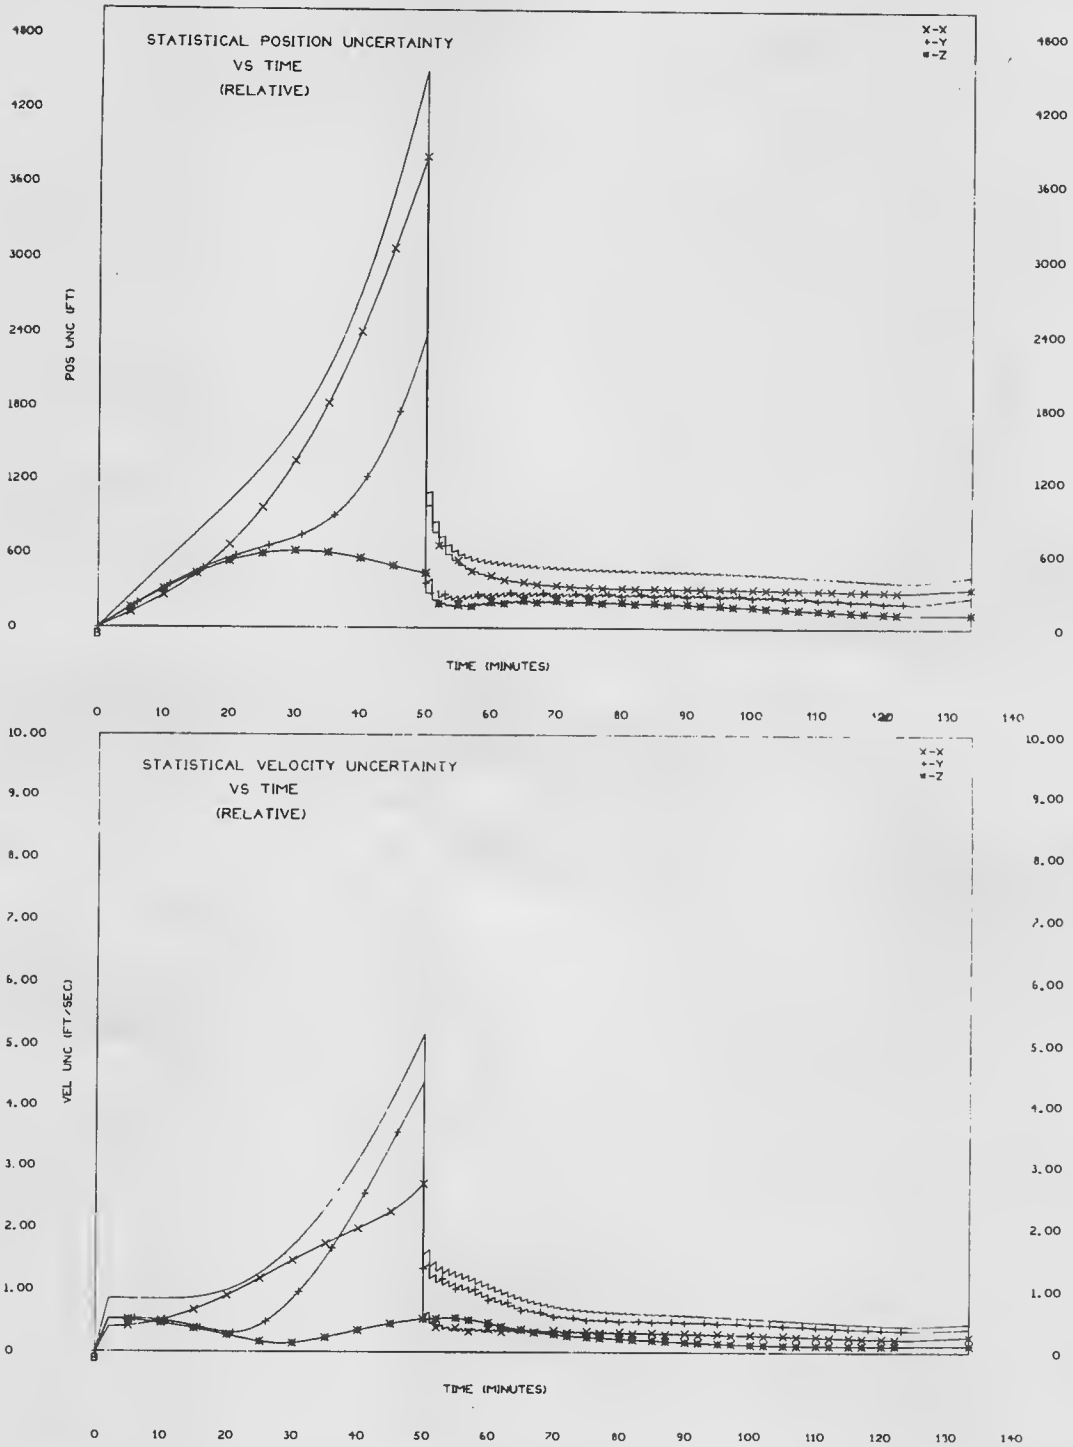 4800
4200
3600
3000
2400
1800
1200
600
0
POS UNC (FT)
STATISTICAL POSITION UNCERTAINTY
VS TIME
(RELATIVE)
X-X
+-Y
*-Z
4800
4200
3600
3000
2400
1800
1200
600
0
B
TIME (MINUTES)
0 10 20 30 40 50 60 70 80 90 100 110 120 130 140
10.00
9.00
8.00
7.00
6.00
5.00
4.00
3.00
2.00
1.00
0
VEL UNC (FT/SEC)
STATISTICAL VELOCITY UNCERTAINTY
VS TIME
(RELATIVE)
X-X
+-Y
*-Z
10.00
9.00
8.00
7.00
6.00
5.00
4.00
3.00
2.00
1.00
0
B
TIME (MINUTES)
0 10 20 30 40 50 60 70 80 90 100 110 120 130 140